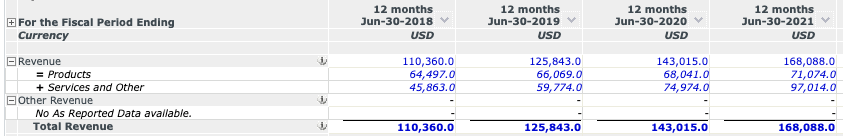 12 months 12 months 12 months 12 months
For the Fiscal Period Ending Jun-30-2018 Jun-30-2019 Jun-30-2020 Jun-30-2021
Currency USD USD USD USD
Revenue 110,360.0 125,843.0 143,015.0 168,088.0
= Products 64,497.0 66,069.0 68,041.0 71,074.0
+ Services and Other 45,863.0 59,774.0 74,974.0 97,014.0
Other Revenue - - - -
No As Reported Data available. - - - -
Total Revenue 110,360.0 125,843.0 143,015.0 168,088.0